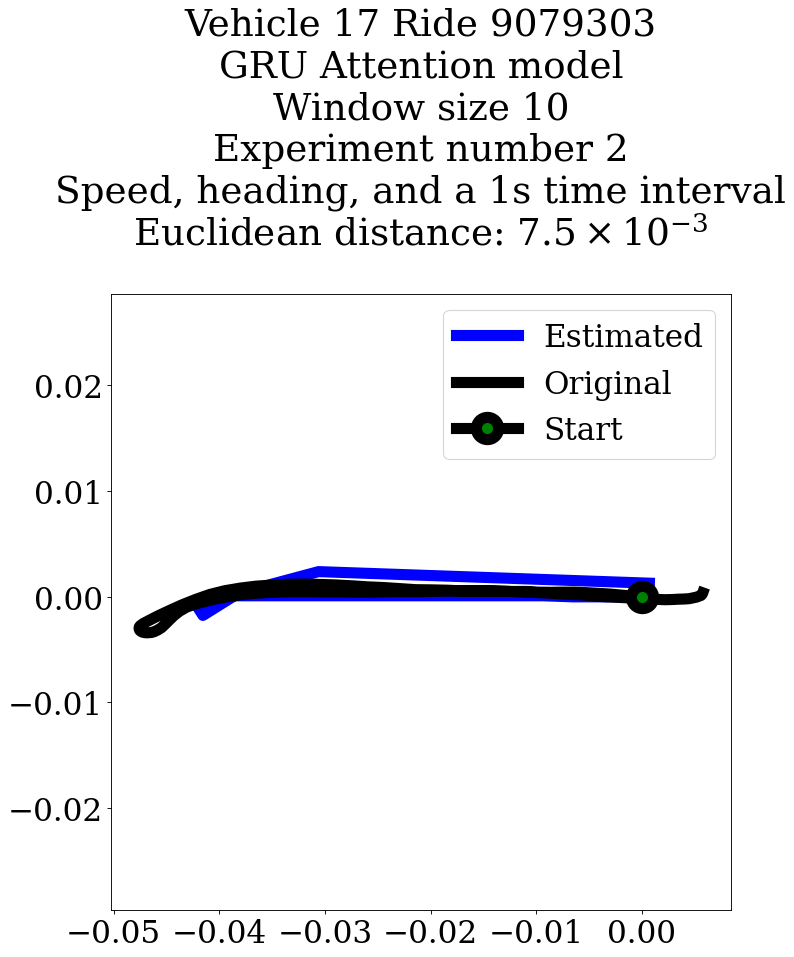 Vehicle 17 Ride 9079303
GRU Attention model
Window size 10
Experiment number 2
Speed, heading, and a 1s time interval
Euclidean distance: 7.5 × 10⁻³
Estimated
Original
Start
0.02
0.01
0.00
−0.01
−0.02
−0.05 −0.04 −0.03 −0.02 −0.01 0.00